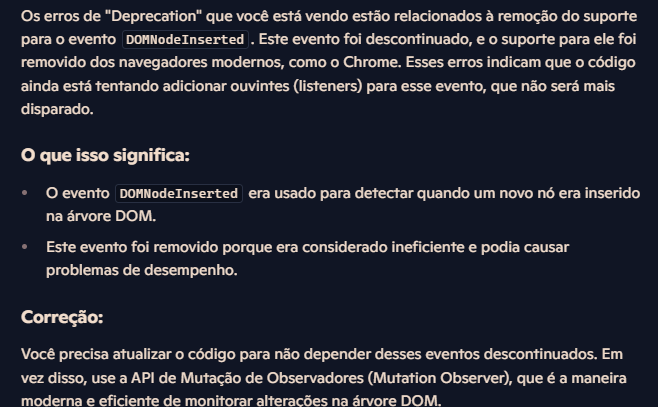 Os erros de "Deprecation" que você está vendo estão relacionados à remoção do suporte
para o evento DOMNodeInserted. Este evento foi descontinuado, e o suporte para ele foi
removido dos navegadores modernos, como o Chrome. Esses erros indicam que o código
ainda está tentando adicionar ouvintes (listeners) para esse evento, que não será mais
disparado.
O que isso significa:
• O evento DOMNodeInserted era usado para detectar quando um novo nó era inserido
na árvore DOM.
• Este evento foi removido porque era considerado ineficiente e podia causar
problemas de desempenho.
Correção:
Você precisa atualizar o código para não depender desses eventos descontinuados. Em
vez disso, use a API de Mutação de Observadores (Mutation Observer), que é a maneira
moderna e eficiente de monitorar alterações na árvore DOM.